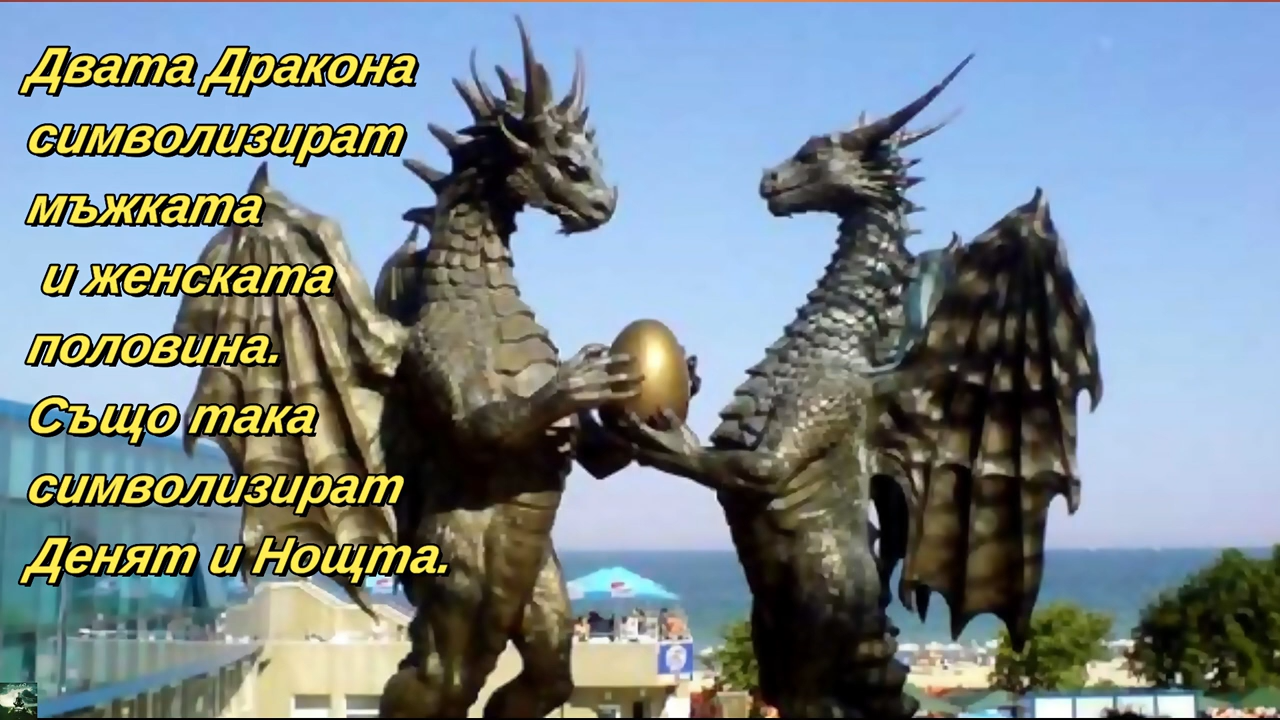 Двата Дракона
символизират
мъжката
и женската
половина.
Също така
символизират
Денят и Нощта.